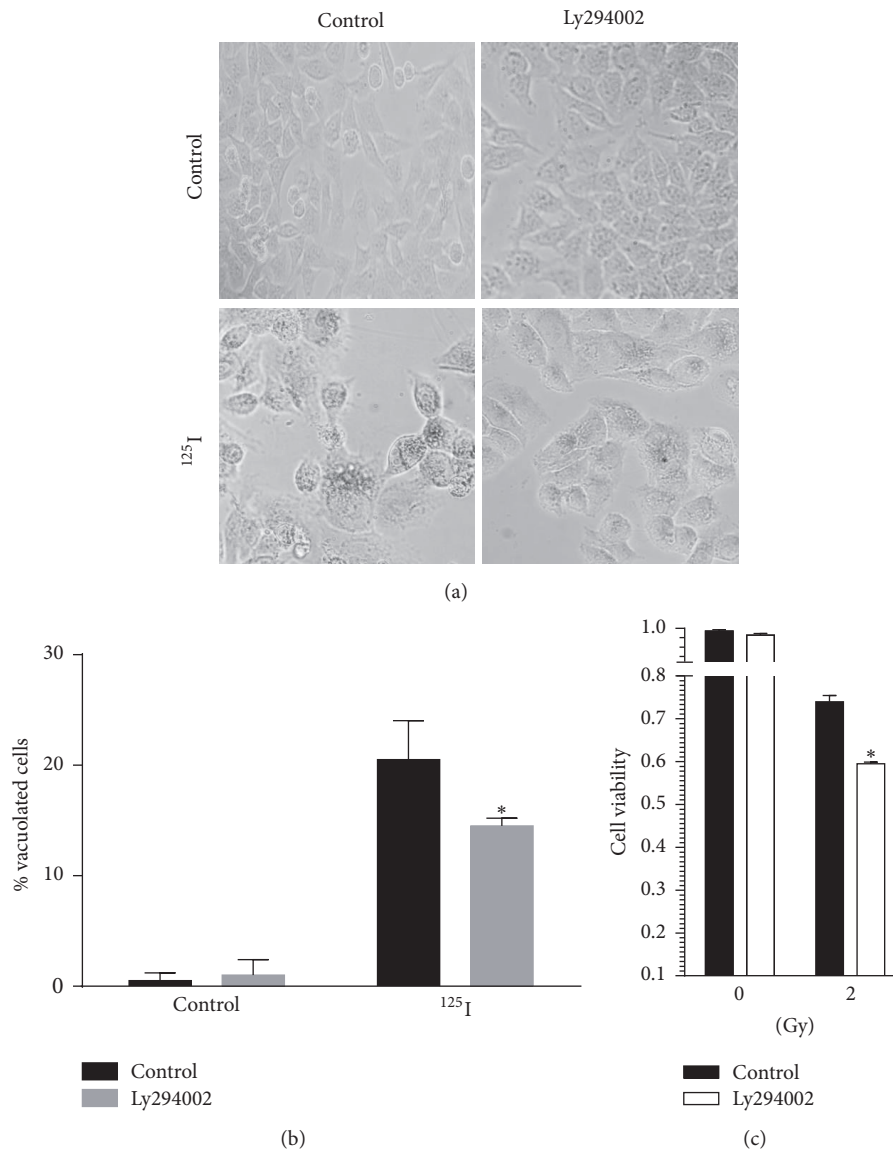 Control Ly294002
Control
¹²⁵I
(a)
30
20
10
0
% vacuolated cells
*
Control ¹²⁵I
Control
Ly294002
(b)
1.0
0.8
0.7
0.6
0.5
0.4
0.3
0.2
0.1
Cell viability
*
0 2
(Gy)
Control
Ly294002
(c)